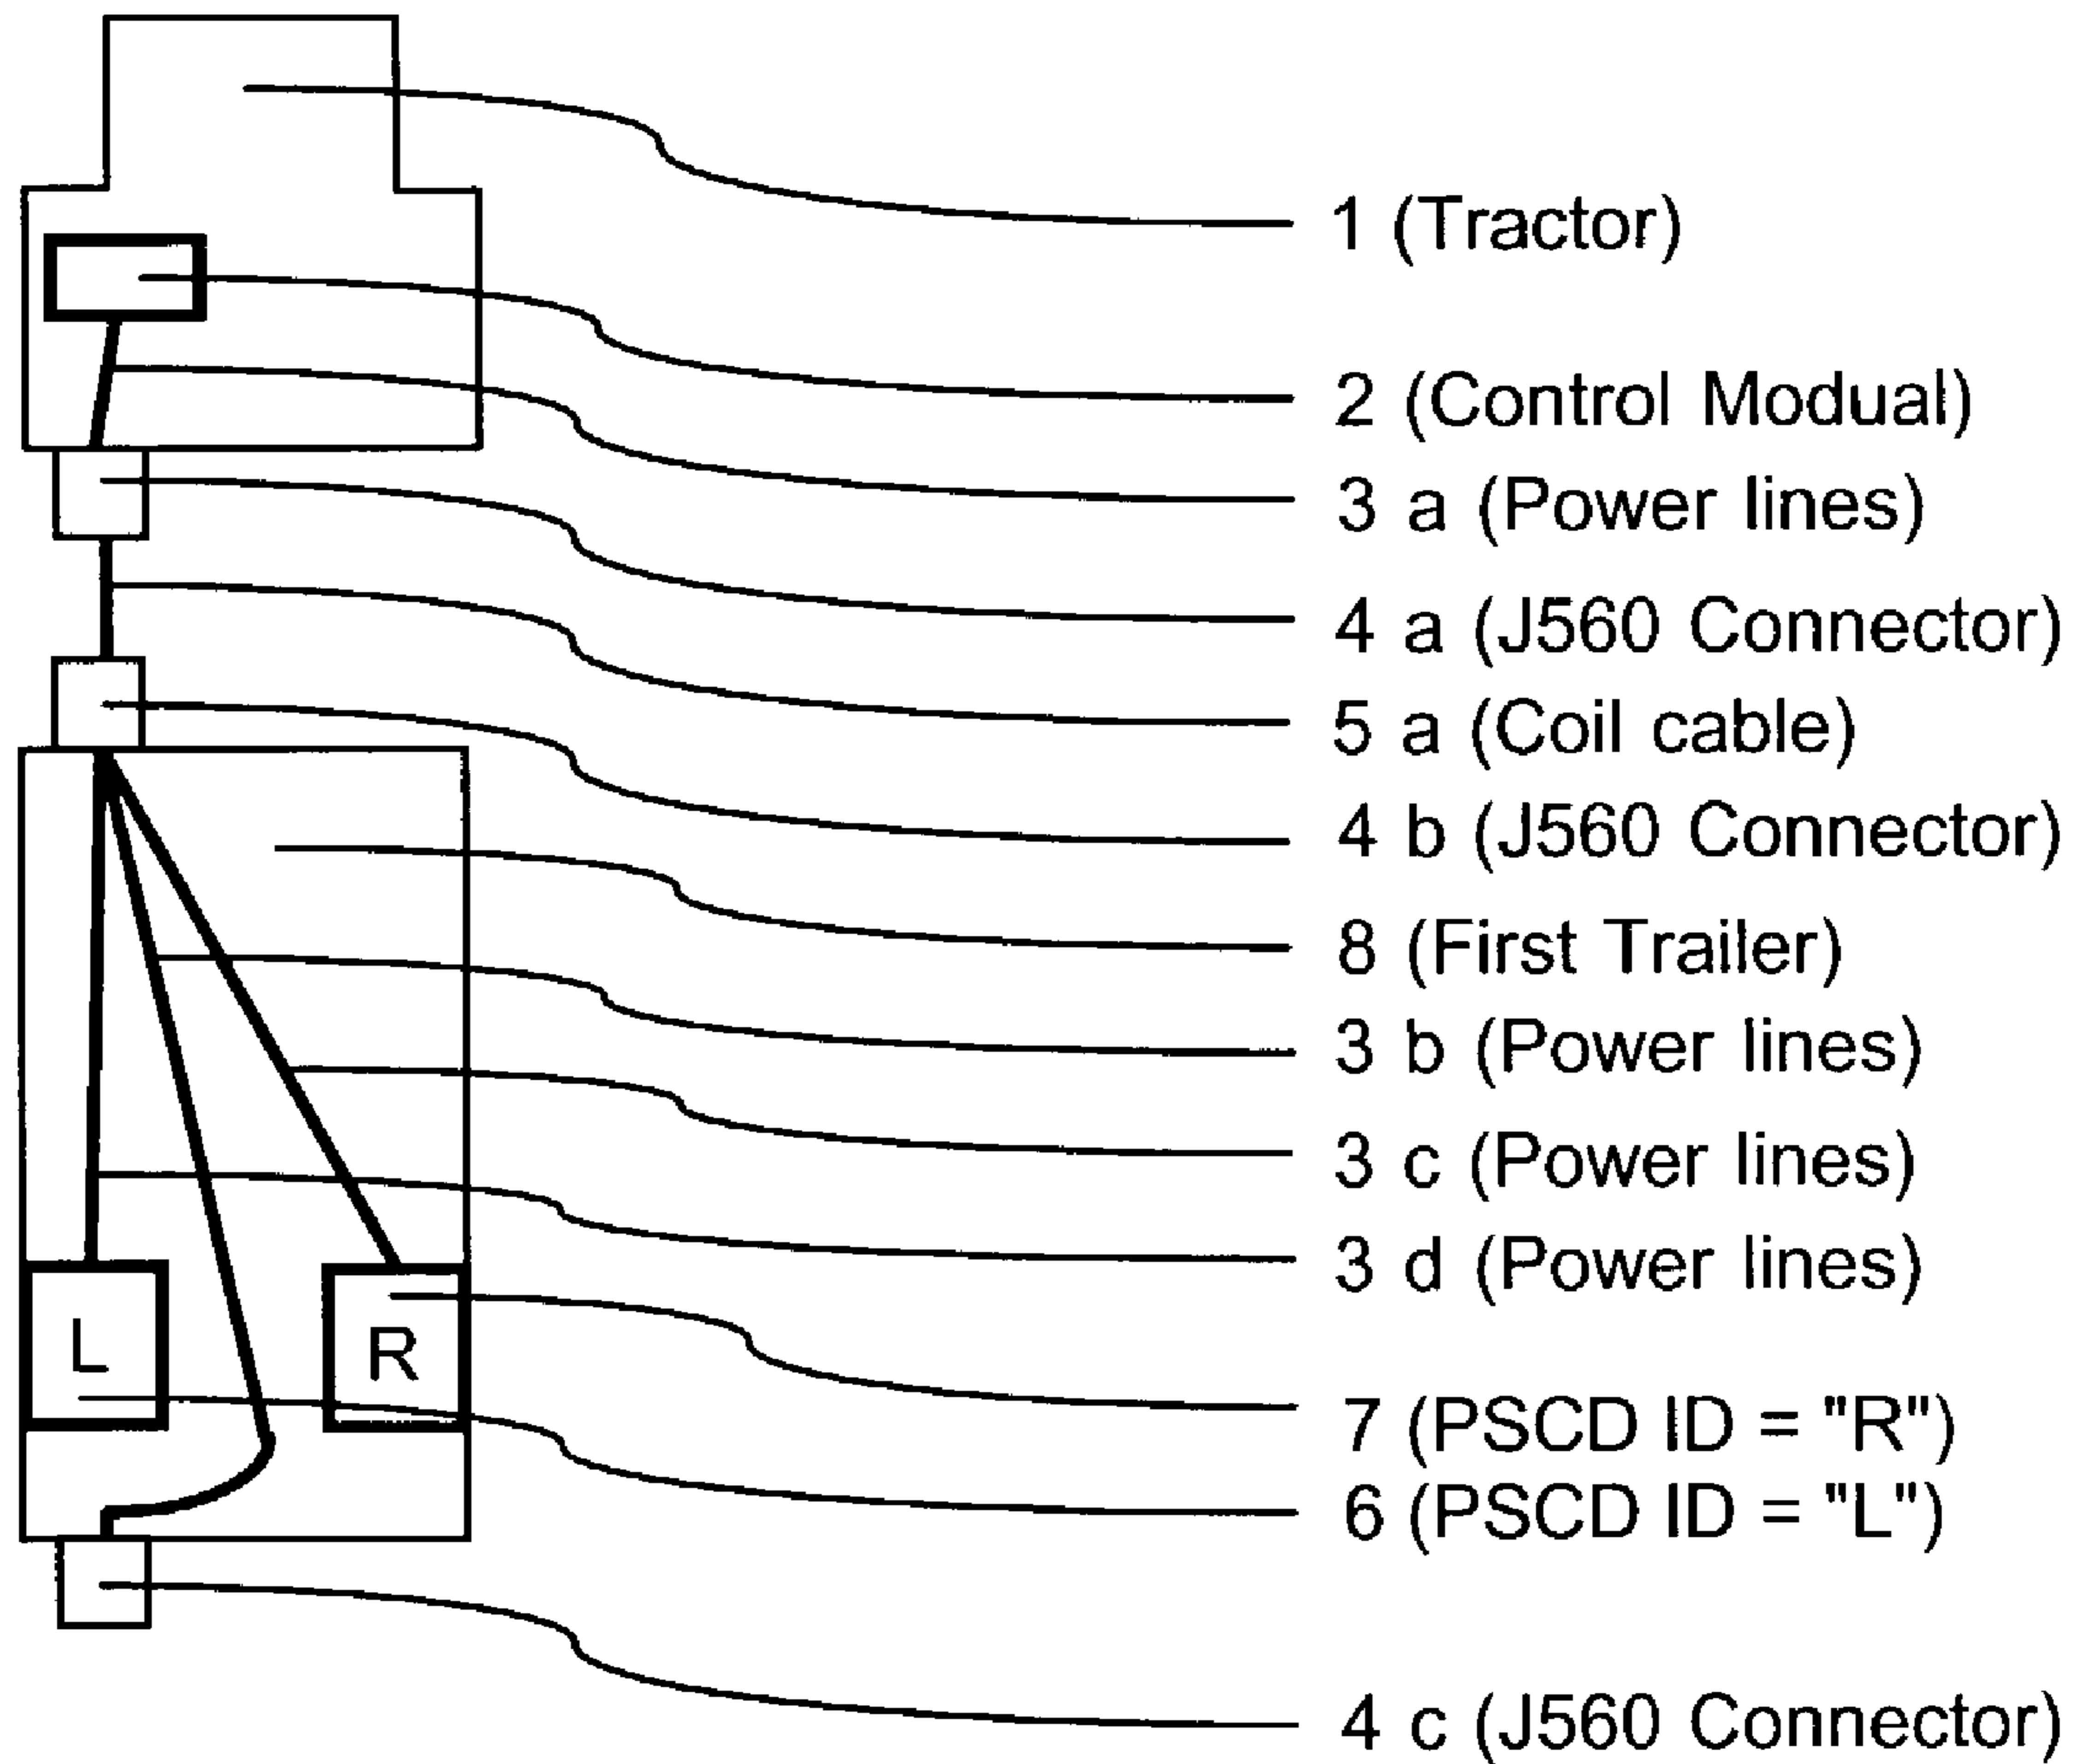 1 (Tractor)
2 (Control Modual)
3 a (Power lines)
4 a (J560 Connector)
5 a (Coil cable)
4 b (J560 Connector)
8 (First Trailer)
3 b (Power lines)
3 c (Power lines)
3 d (Power lines)
L
R
7 (PSCD ID = "R")
6 (PSCD ID = "L")
4 c (J560 Connector)